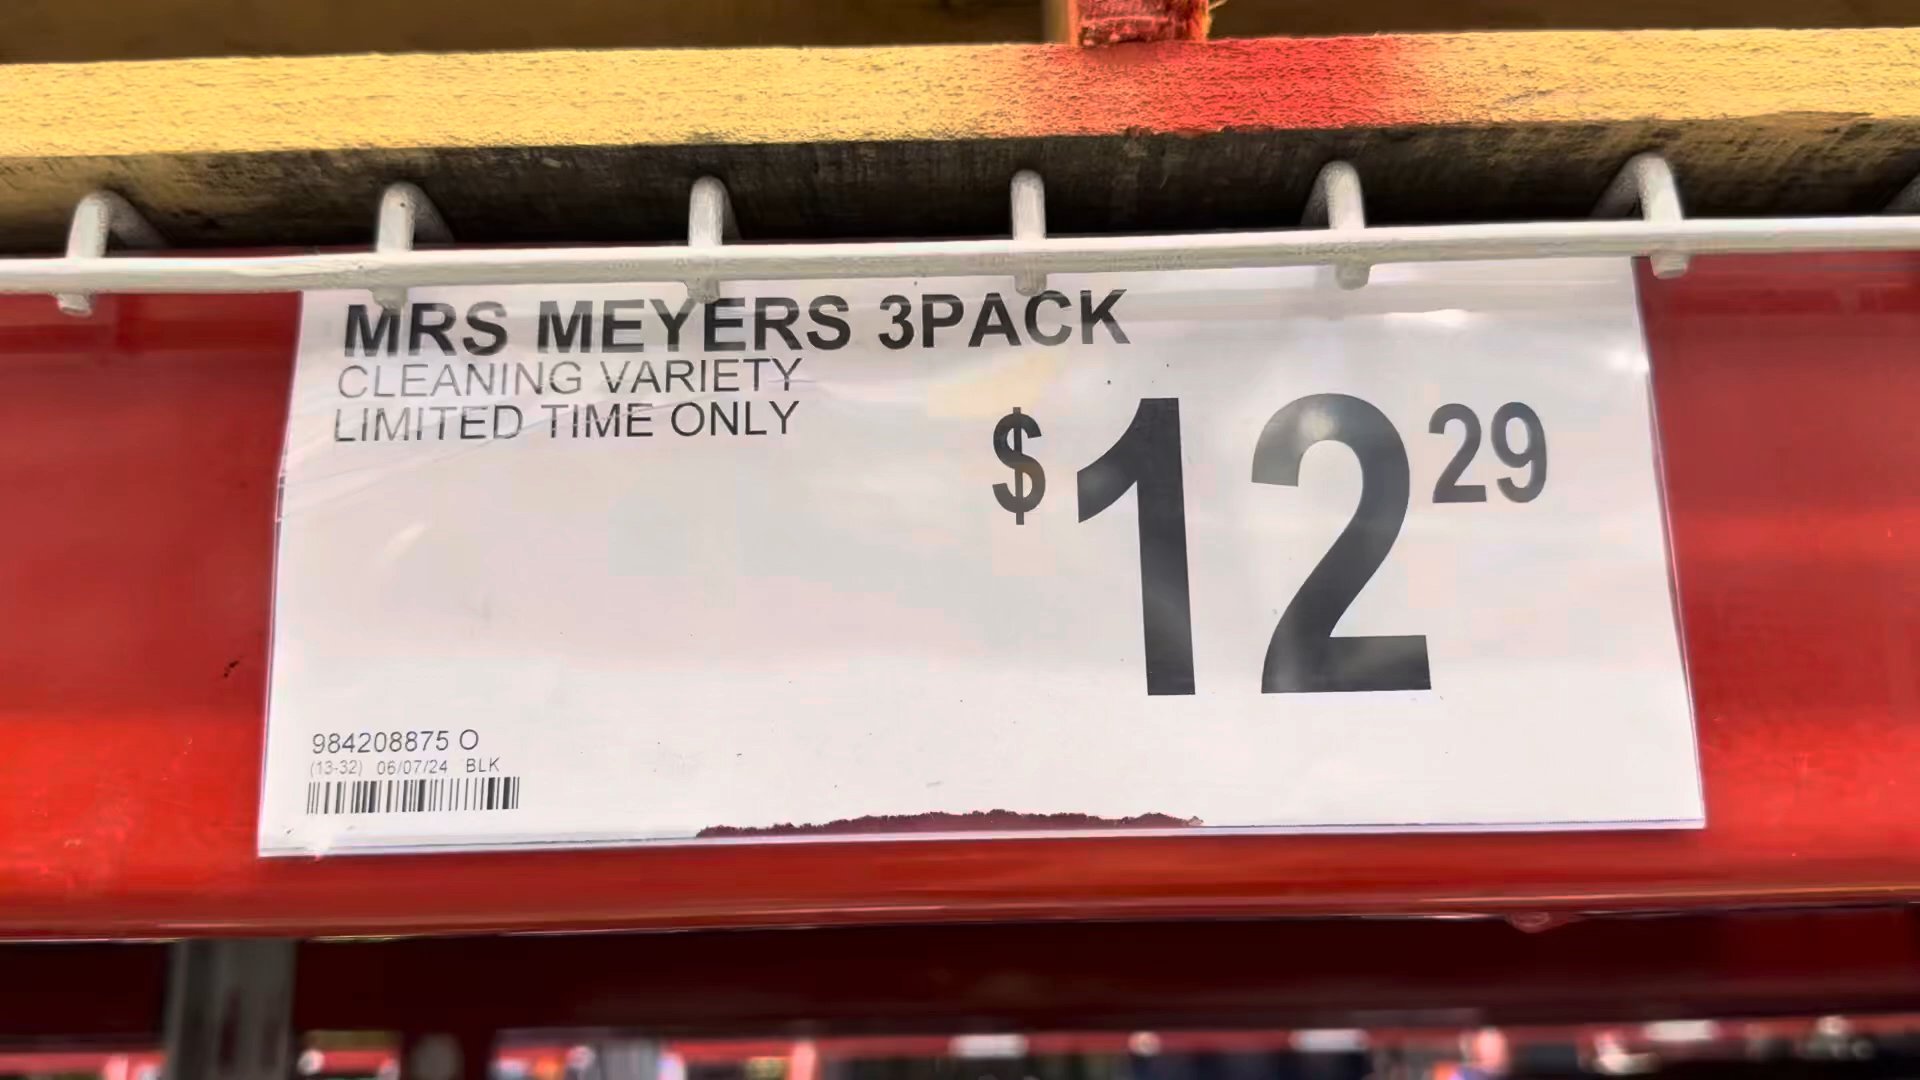 MRS MEYERS 3PACK
CLEANING VARIETY
LIMITED TIME ONLY
$12 29
984208875 O
(13-32) 06/07/24 BLK